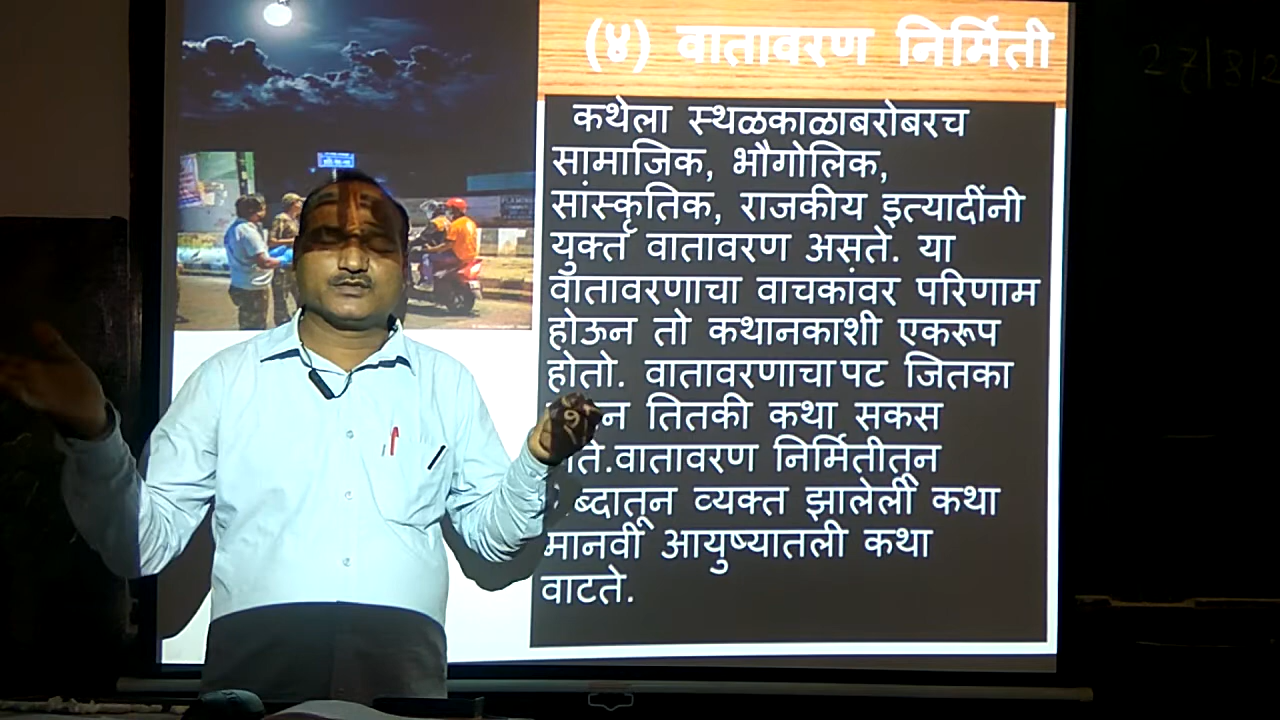 (४) वातावरण निर्मिती
कथेला स्थळकाळाबरोबरच
सामाजिक, भौगोलिक,
सांस्कृतिक, राजकीय इत्यादींनी
युक्त वातावरण असते. या
वातावरणाचा वाचकांवर परिणाम
होऊन तो कथानकाशी एकरूप
होतो. वातावरणाचा पट जितका
तितकी कथा सकस
वातावरण निर्मितीतून
व्यक्त झालेली कथा
मानवी आयुष्यातली कथा
वाटते.